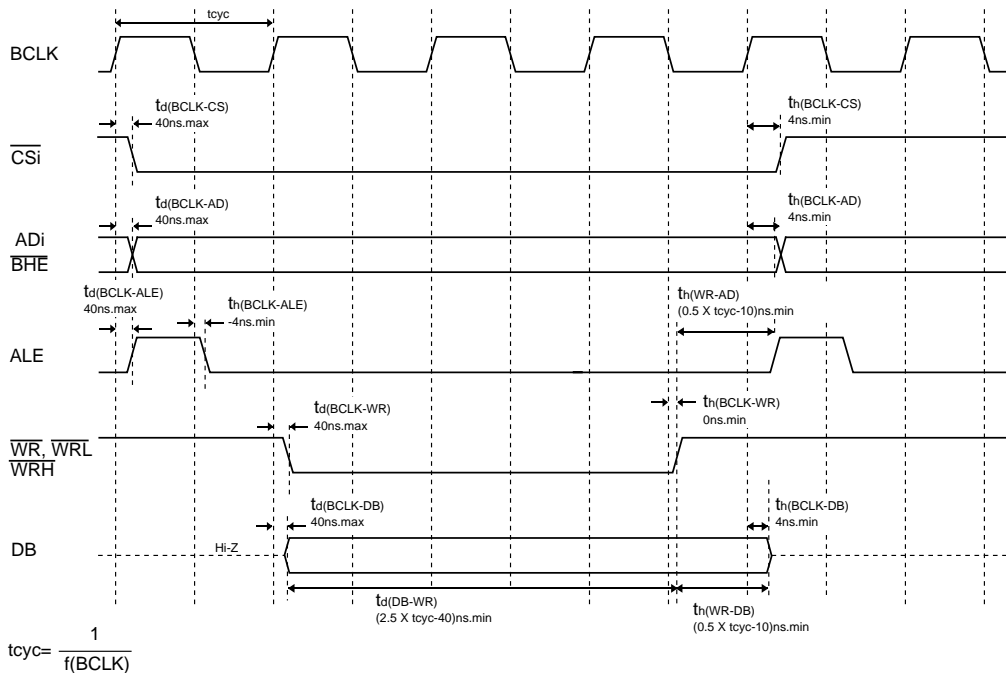 tcyc
BCLK
td(BCLK-CS)
40ns.max
th(BCLK-CS)
4ns.min
CSi
td(BCLK-AD)
40ns.max
th(BCLK-AD)
4ns.min
ADi
BHE
td(BCLK-ALE)
40ns.max
th(BCLK-ALE)
-4ns.min
th(WR-AD)
(0.5 X tcyc-10)ns.min
ALE
td(BCLK-WR)
40ns.max
th(BCLK-WR)
0ns.min
WR, WRL
WRH
td(BCLK-DB)
40ns.max
th(BCLK-DB)
4ns.min
DB
Hi-Z
td(DB-WR)
(2.5 X tcyc-40)ns.min
th(WR-DB)
(0.5 X tcyc-10)ns.min
tcyc= 1
f(BCLK)